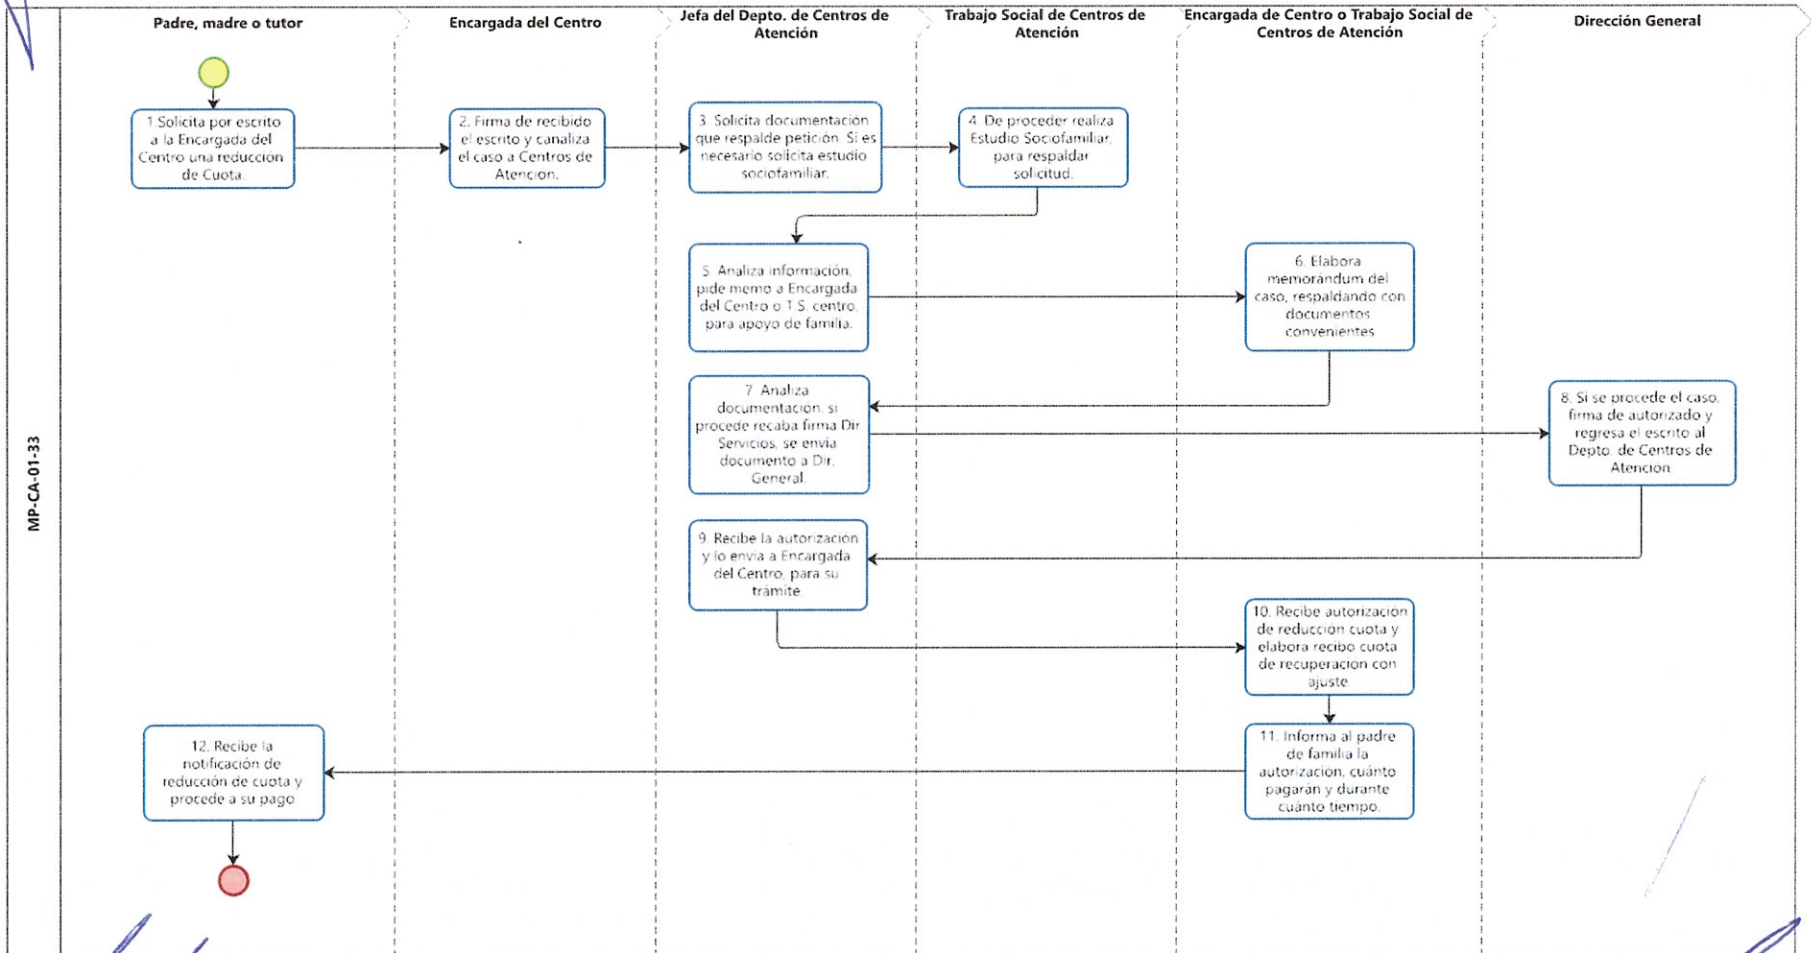 Padre, madre o tutor
Encargada del Centro
Jefa del Depto. de Centros de
Atención
Trabajo Social de Centros de
Atención
Encargada de Centro o Trabajo Social de
Centros de Atención
Dirección General
MP-CA-01-33
1 Solicita por escrito
a la Encargada del
Centro una reducción
de Cuota.
2. Firma de recibido
el escrito y canaliza
el caso a Centros de
Atención.
3. Solicita documentación
que respalde petición. Si es
necesario solicita estudio
sociofamiliar.
4. De proceder realiza
Estudio Sociofamiliar,
para respaldar
solicitud.
5. Analiza información,
pide memo a Encargada
del Centro o T.S. centro,
para apoyo de familia.
6. Elabora
memorándum del
caso, respaldando con
documentos
convenientes
7. Analiza
documentación, si
procede recaba firma Dir
Servicios, se envía
documento a Dir.
General.
8. Si se procede el caso,
firma de autorizado y
regresa el escrito al
Depto. de Centros de
Atención.
9. Recibe la autorización
y lo envía a Encargada
del Centro, para su
trámite.
10. Recibe autorización
de reducción cuota y
elabora recibo cuota
de recuperación con
ajuste.
11. Informa al padre
de familia la
autorización, cuánto
pagarán y durante
cuánto tiempo.
12. Recibe la
notificación de
reducción de cuota y
procede a su pago